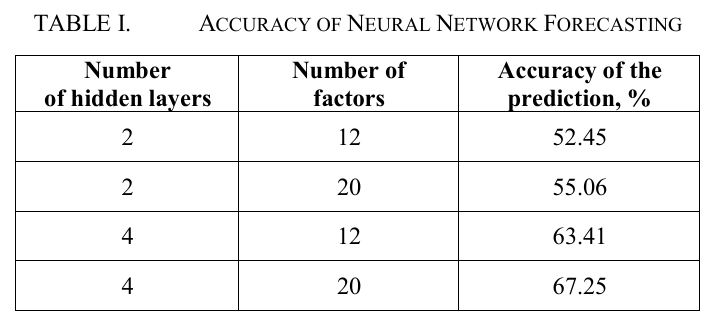 TABLE I. ACCURACY OF NEURAL NETWORK FORECASTING
Number of hidden layers Number of factors Accuracy of the prediction, %
2 12 52.45
2 20 55.06
4 12 63.41
4 20 67.25